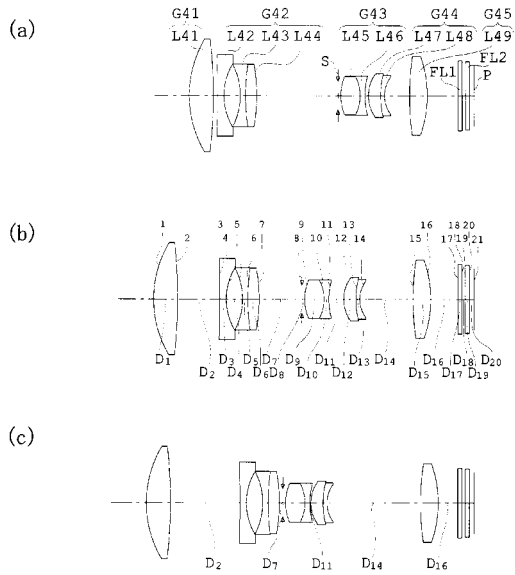 (a)
G41 G42 G43 G44 G45
L41 L42 L43 L44 L45 L46 L47 L48 L49
S FL1 FL2 P
(b)
1 2 3 5 7 9 11 13 16 18 20
4 6 8 10 12 14 15 17 19 21
D1 D2 D3 D4 D5 D6 D7 D8 D9 D10 D11 D12 D13 D14 D15 D16 D17 D18 D19 D20
(c)
D2 D7 D11 D14 D16